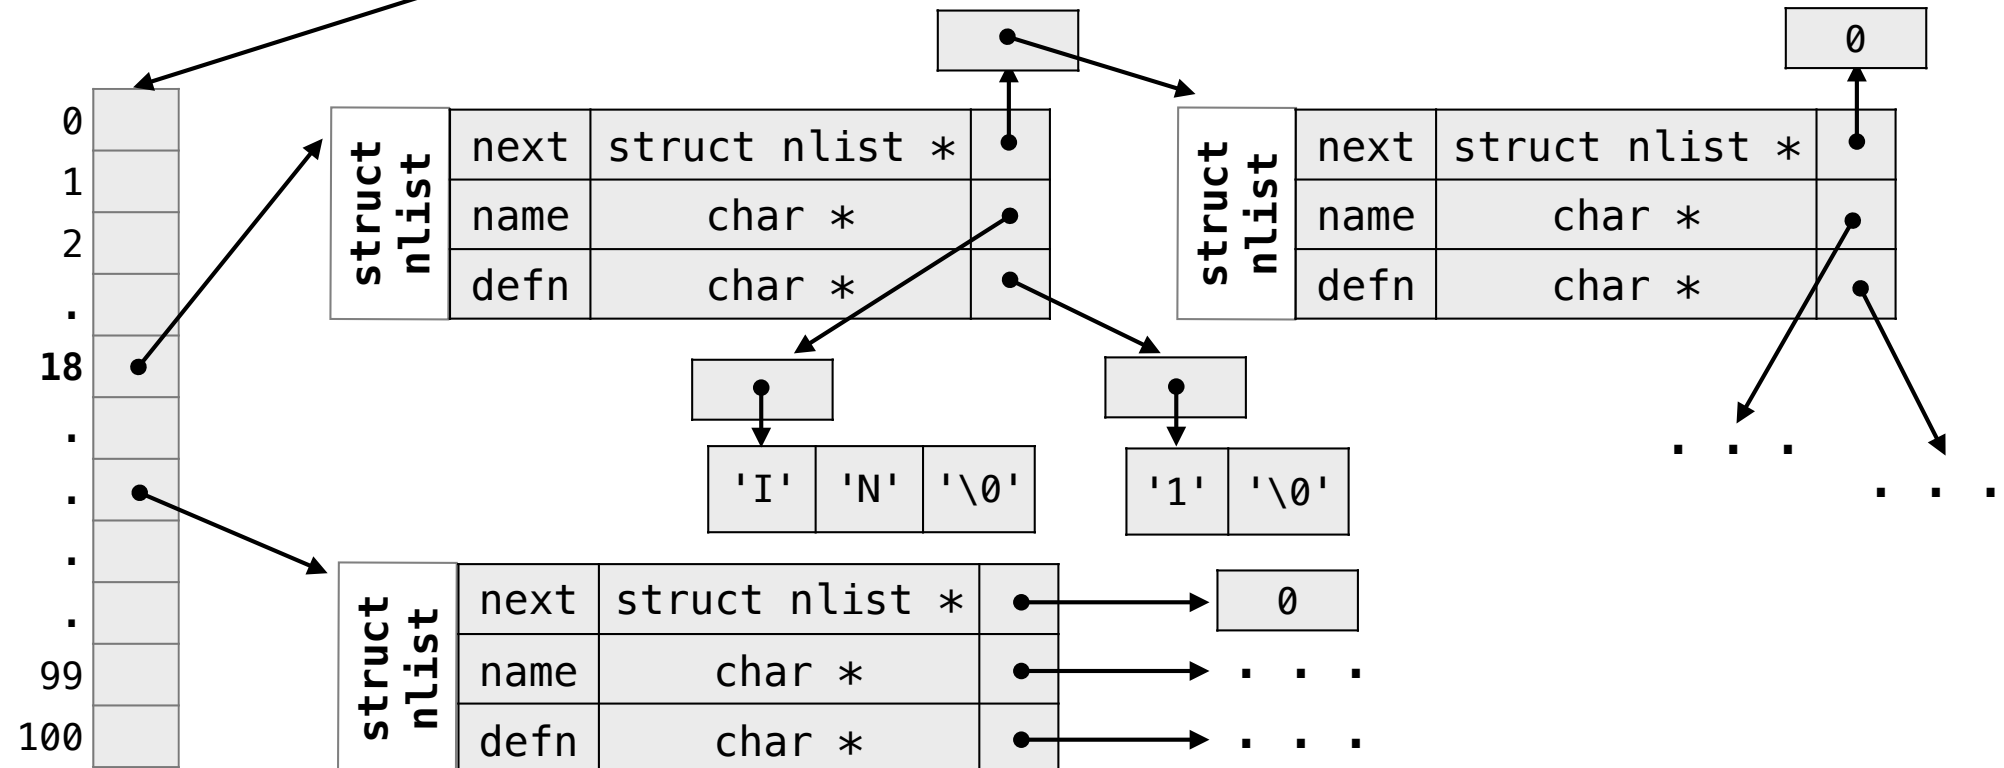 0
0
1
2
.
18
.
.
.
.
99
100
struct
nlist
next struct nlist *
name char *
defn char *
struct
nlist
next struct nlist *
name char *
defn char *
'I' 'N' '\0'
'1' '\0'
. . .
. . .
struct
nlist
next struct nlist *
name char *
defn char *
0
. . .
. . .